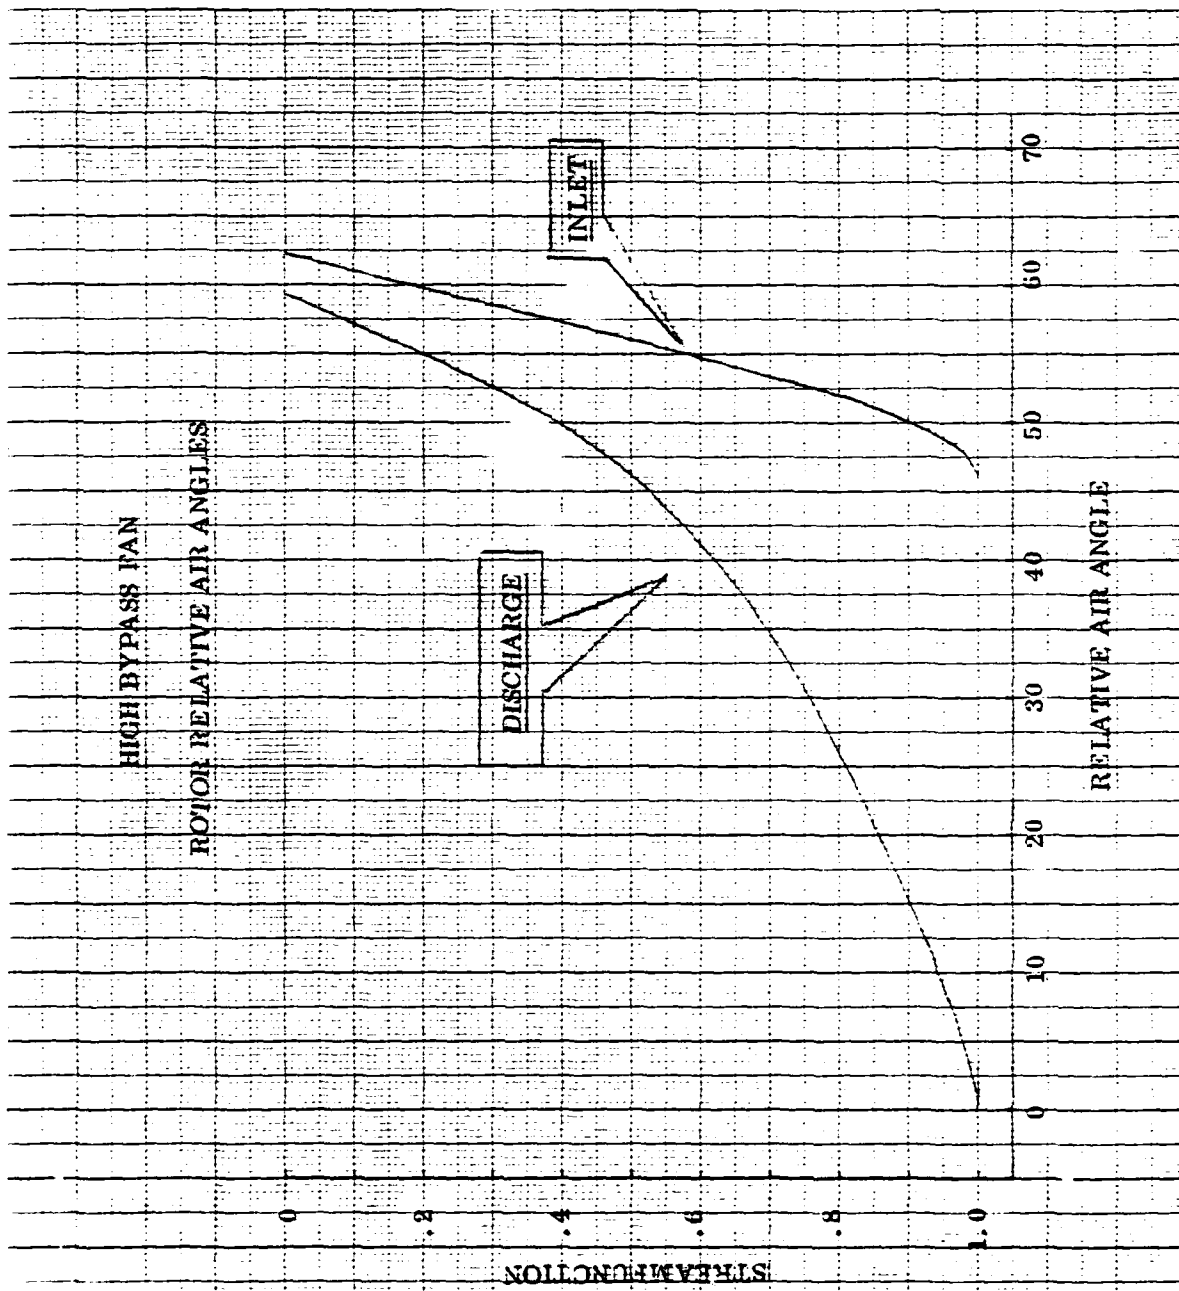 HIGH BYPASS FAN
ROTOR RELATIVE AIR ANGLES
STREAMFUNCTION
0
.2
.4
.6
.8
1.0
DISCHARGE
INLET
0 10 20 30 40 50 60 70
RELATIVE AIR ANGLE